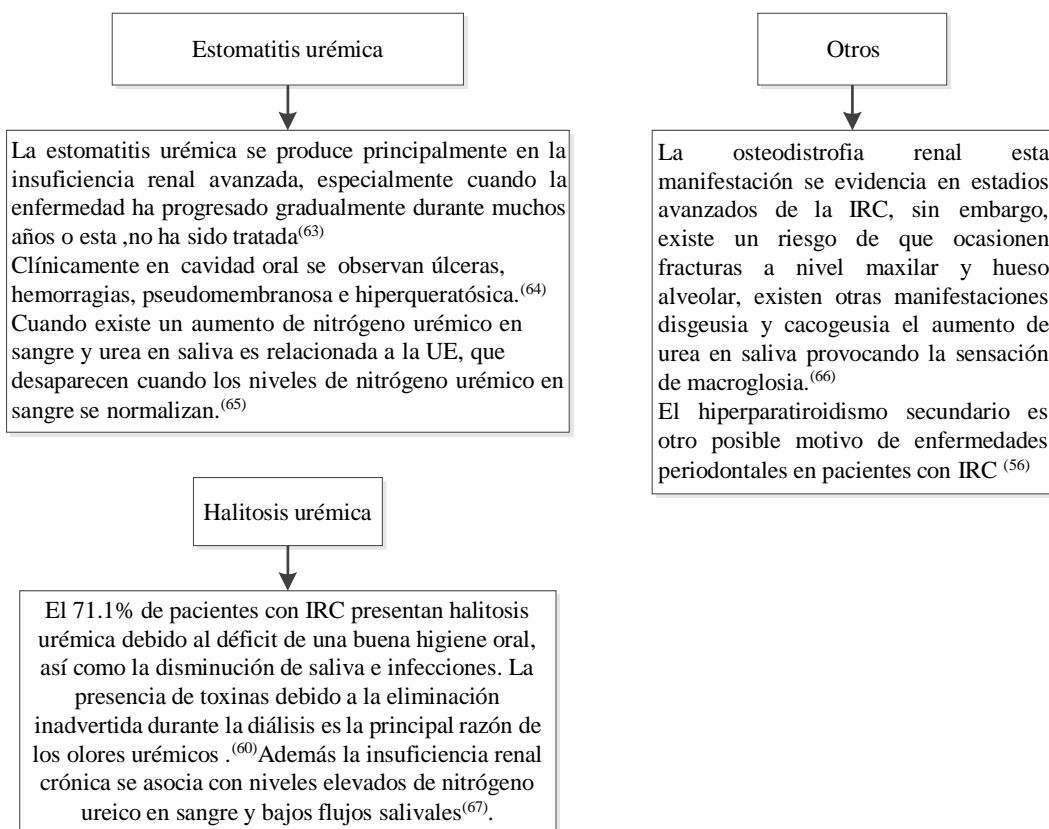 Estomatitis urémica
La estomatitis urémica se produce principalmente en la
insuficiencia renal avanzada, especialmente cuando la
enfermedad ha progresado gradualmente durante muchos
años o esta ,no ha sido tratada(63)
Clínicamente en cavidad oral se observan úlceras,
hemorragias, pseudomembranosa e hiperqueratósica.(64)
Cuando existe un aumento de nitrógeno urémico en
sangre y urea en saliva es relacionada a la UE, que
desaparecen cuando los niveles de nitrógeno urémico en
sangre se normalizan.(65)
Otros
La osteodistrofia renal esta
manifestación se evidencia en estadios
avanzados de la IRC, sin embargo,
existe un riesgo de que ocasionen
fracturas a nivel maxilar y hueso
alveolar, existen otras manifestaciones
disgeusia y cacogeusia el aumento de
urea en saliva provocando la sensación
de macroglosia.(66)
El hiperparatiroidismo secundario es
otro posible motivo de enfermedades
periodontales en pacientes con IRC (56)
Halitosis urémica
El 71.1% de pacientes con IRC presentan halitosis
urémica debido al déficit de una buena higiene oral,
así como la disminución de saliva e infecciones. La
presencia de toxinas debido a la eliminación
inadvertida durante la diálisis es la principal razón de
los olores urémicos .(60)Además la insuficiencia renal
crónica se asocia con niveles elevados de nitrógeno
ureico en sangre y bajos flujos salivales(67).